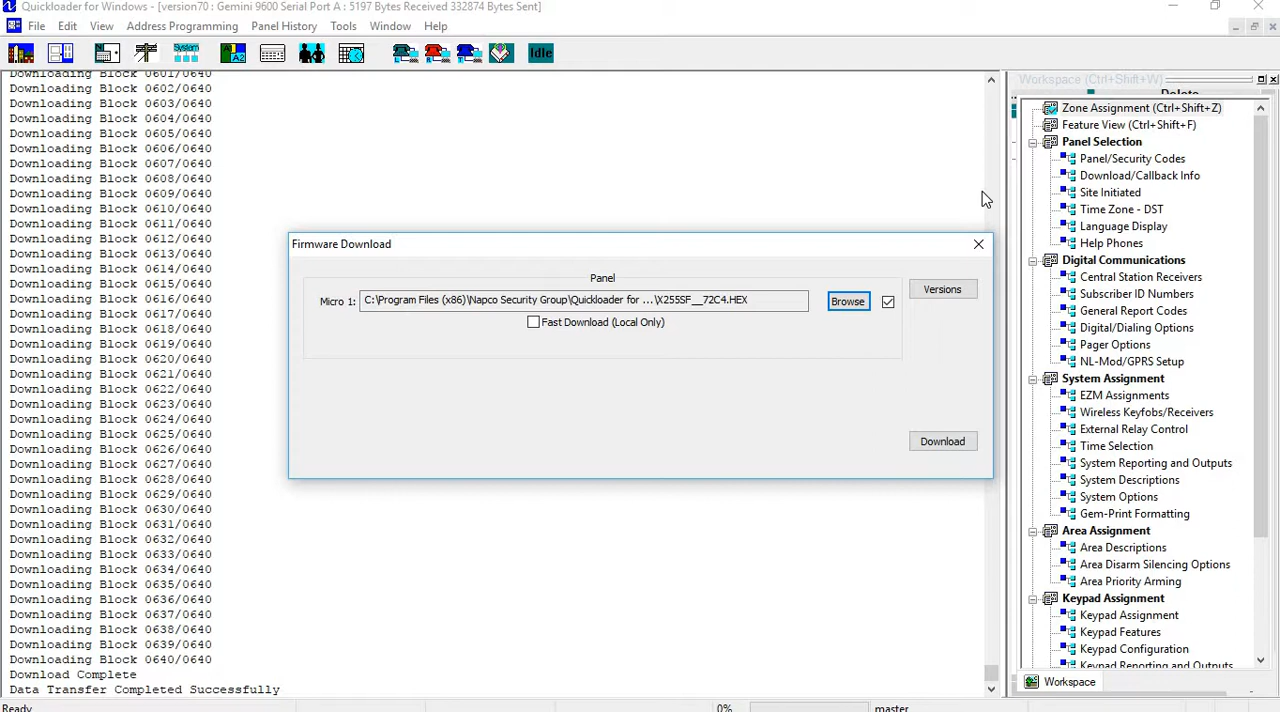 Quickloader for Windows - [version70 : Gemini 9600 Serial Port A : 5197 Bytes Received 332874 Bytes Sent]
File Edit View Address Programming Panel History Tools Window Help
System Idle
Downloading Block 0601/0640
Downloading Block 0602/0640
Downloading Block 0603/0640
Downloading Block 0604/0640
Downloading Block 0605/0640
Downloading Block 0606/0640
Downloading Block 0607/0640
Downloading Block 0608/0640
Downloading Block 0609/0640
Downloading Block 0610/0640
Downloading Block 0611/0640
Downloading Block 0612/0640
Downloading Block 0613/0640
Downloading Block 0614/0640
Downloading Block 0615/0640
Downloading Block 0616/0640
Downloading Block 0617/0640
Downloading Block 0618/0640
Downloading Block 0619/0640
Downloading Block 0620/0640
Downloading Block 0621/0640
Downloading Block 0622/0640
Downloading Block 0623/0640
Downloading Block 0624/0640
Downloading Block 0625/0640
Downloading Block 0626/0640
Downloading Block 0627/0640
Downloading Block 0628/0640
Downloading Block 0629/0640
Downloading Block 0630/0640
Downloading Block 0631/0640
Downloading Block 0632/0640
Downloading Block 0633/0640
Downloading Block 0634/0640
Downloading Block 0635/0640
Downloading Block 0636/0640
Downloading Block 0637/0640
Downloading Block 0638/0640
Downloading Block 0639/0640
Downloading Block 0640/0640
Download Complete
Data Transfer Completed Successfully
Firmware Download
Panel
Micro 1: C:\Program Files (x86)\Napco Security Group\Quickloader for ...\X255SF__72C4.HEX Browse
Versions
Fast Download (Local Only)
Download
Workspace (Ctrl+Shift+W)
Delete
Zone Assignment (Ctrl+Shift+Z)
Feature View (Ctrl+Shift+F)
Panel Selection
Panel/Security Codes
Download/Callback Info
Site Initiated
Time Zone - DST
Language Display
Help Phones
Digital Communications
Central Station Receivers
Subscriber ID Numbers
General Report Codes
Digital/Dialing Options
Pager Options
NL-Mod/GPRS Setup
System Assignment
EZM Assignments
Wireless Keyfobs/Receivers
External Relay Control
Time Selection
System Reporting and Outputs
System Descriptions
System Options
Gem-Print Formatting
Area Assignment
Area Descriptions
Area Disarm Silencing Options
Area Priority Arming
Keypad Assignment
Keypad Assignment
Keypad Features
Keypad Configuration
Keypad Reporting and Outputs
Workspace
Ready 0% master